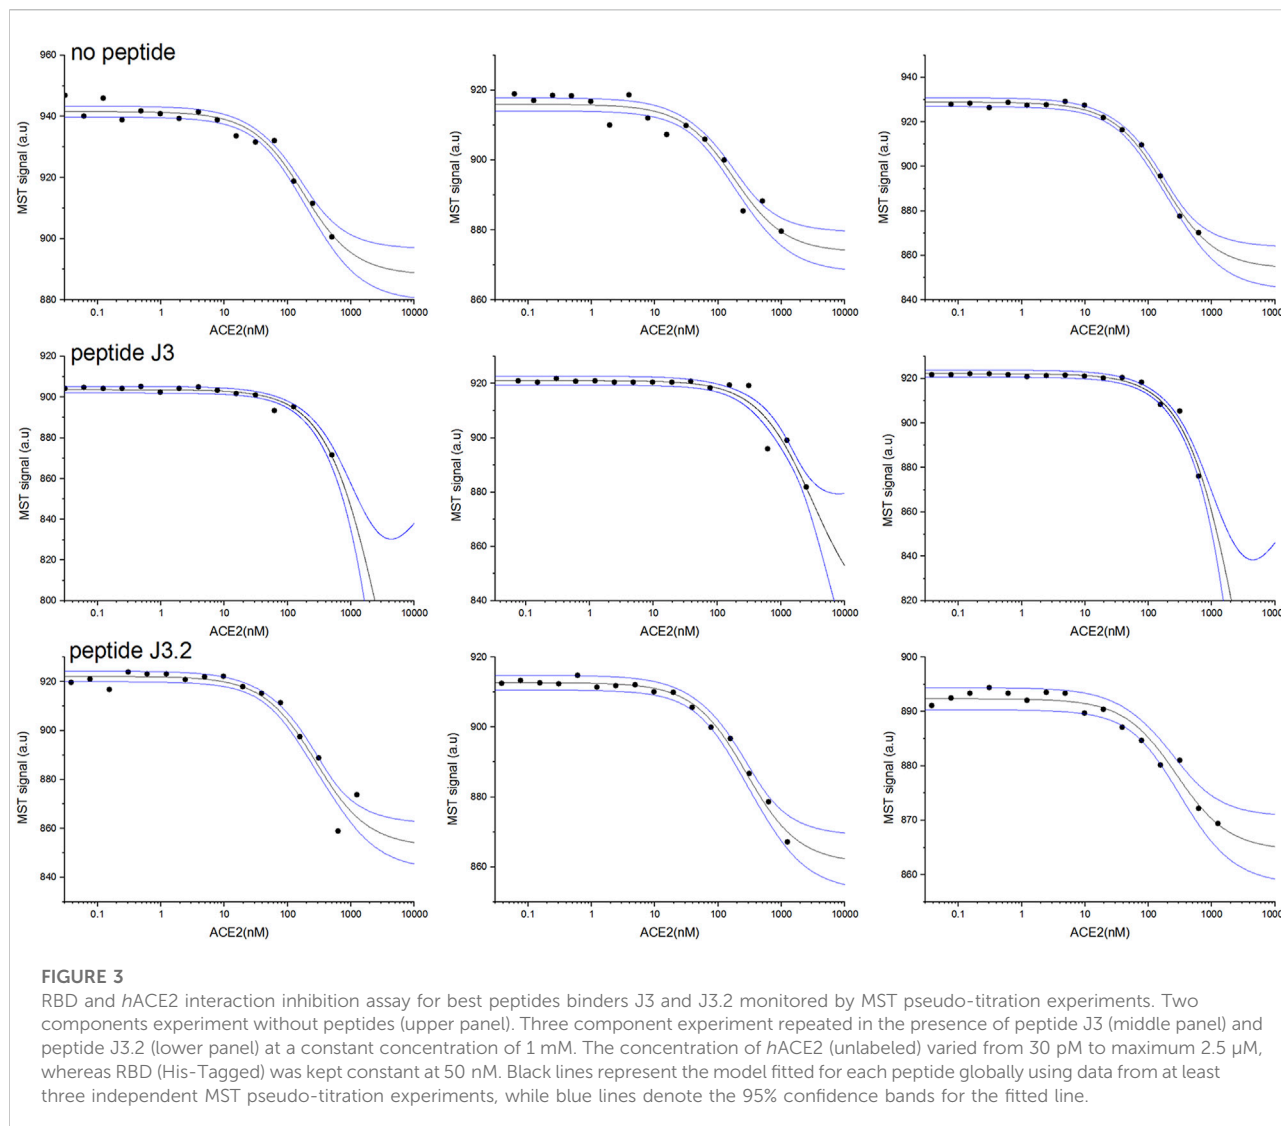 no peptide
960
940
920
900
880
MST signal (a.u)
0.1 1 10 100 1000 10000
ACE2(nM)
920
900
880
860
MST signal (a.u)
0.1 1 10 100 1000 10000
ACE2(nM)
940
920
900
880
860
840
MST signal (a.u)
0.1 1 10 100 1000 10000
ACE2(nM)
peptide J3
920
900
880
860
840
820
800
MST signal (a.u)
0.1 1 10 100 1000 10000
ACE2(nM)
920
900
880
860
840
MST signal (a.u)
0.1 1 10 100 1000 10000
ACE2(nM)
920
900
880
860
840
820
MST signal (a.u)
0.1 1 10 100 1000 10000
ACE2(nM)
peptide J3.2
920
900
880
860
840
MST signal (a.u)
0.1 1 10 100 1000 10000
ACE2(nM)
920
900
880
860
MST signal (a.u)
0.1 1 10 100 1000 10000
ACE2(nM)
900
890
880
870
860
MST signal (a.u)
0.1 1 10 100 1000 10000
ACE2(nM)
FIGURE 3
RBD and hACE2 interaction inhibition assay for best peptides binders J3 and J3.2 monitored by MST pseudo-titration experiments. Two
components experiment without peptides (upper panel). Three component experiment repeated in the presence of peptide J3 (middle panel) and
peptide J3.2 (lower panel) at a constant concentration of 1 mM. The concentration of hACE2 (unlabeled) varied from 30 pM to maximum 2.5 µM,
whereas RBD (His-Tagged) was kept constant at 50 nM. Black lines represent the model fitted for each peptide globally using data from at least
three independent MST pseudo-titration experiments, while blue lines denote the 95% confidence bands for the fitted line.